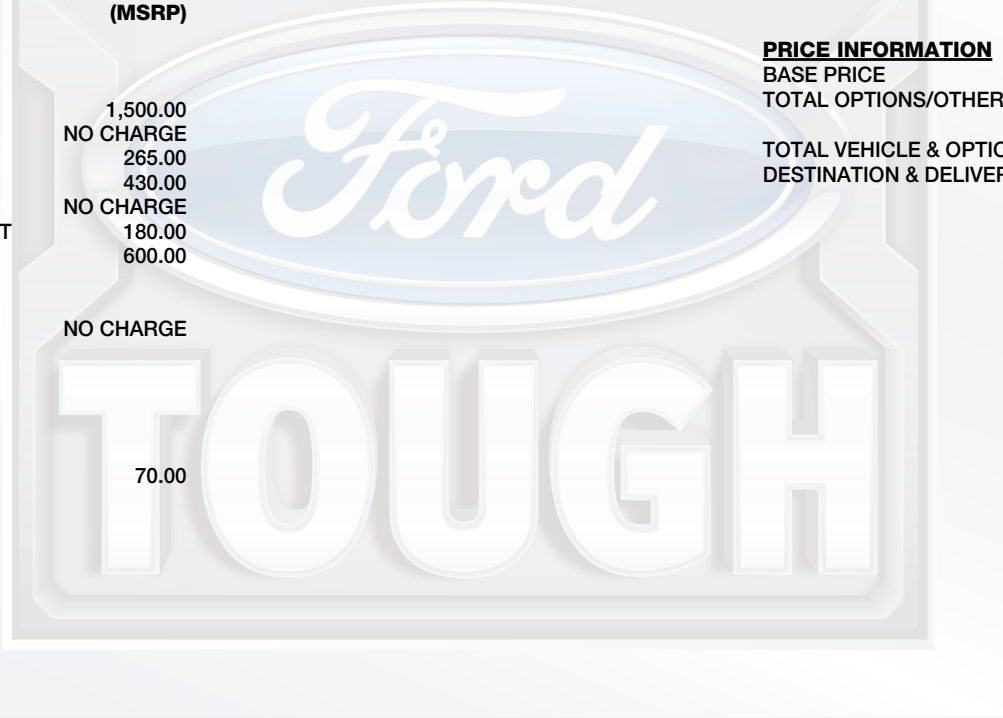 (MSRP)
1,500.00
NO CHARGE
265.00
430.00
NO CHARGE
T 180.00
600.00
NO CHARGE
70.00
PRICE INFORMATION
BASE PRICE
TOTAL OPTIONS/OTHER
TOTAL VEHICLE & OPTIO
DESTINATION & DELIVER
Ford
TOUGH